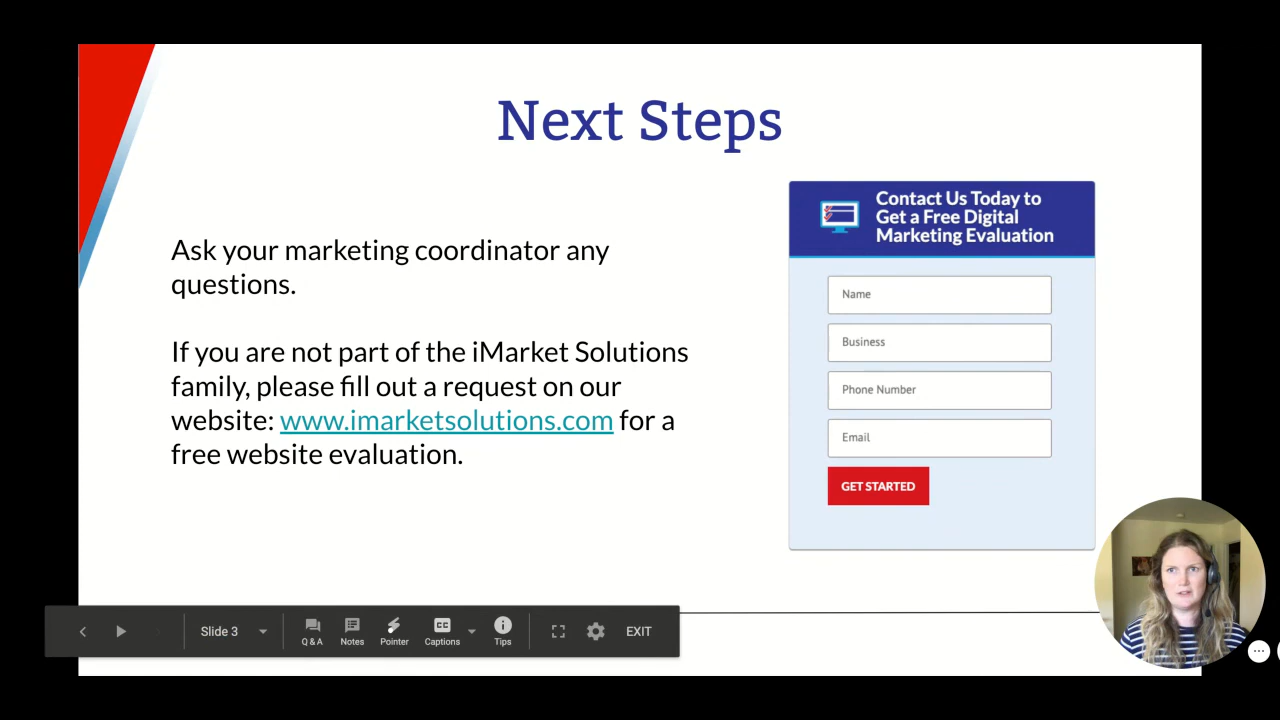 Next Steps
Ask your marketing coordinator any
questions.
If you are not part of the iMarket Solutions
family, please fill out a request on our
website: www.imarketsolutions.com for a
free website evaluation.
Contact Us Today to
Get a Free Digital
Marketing Evaluation
Name
Business
Phone Number
Email
GET STARTED
Slide 3
Q & A
Notes
Pointer
CC
Captions
Tips
EXIT